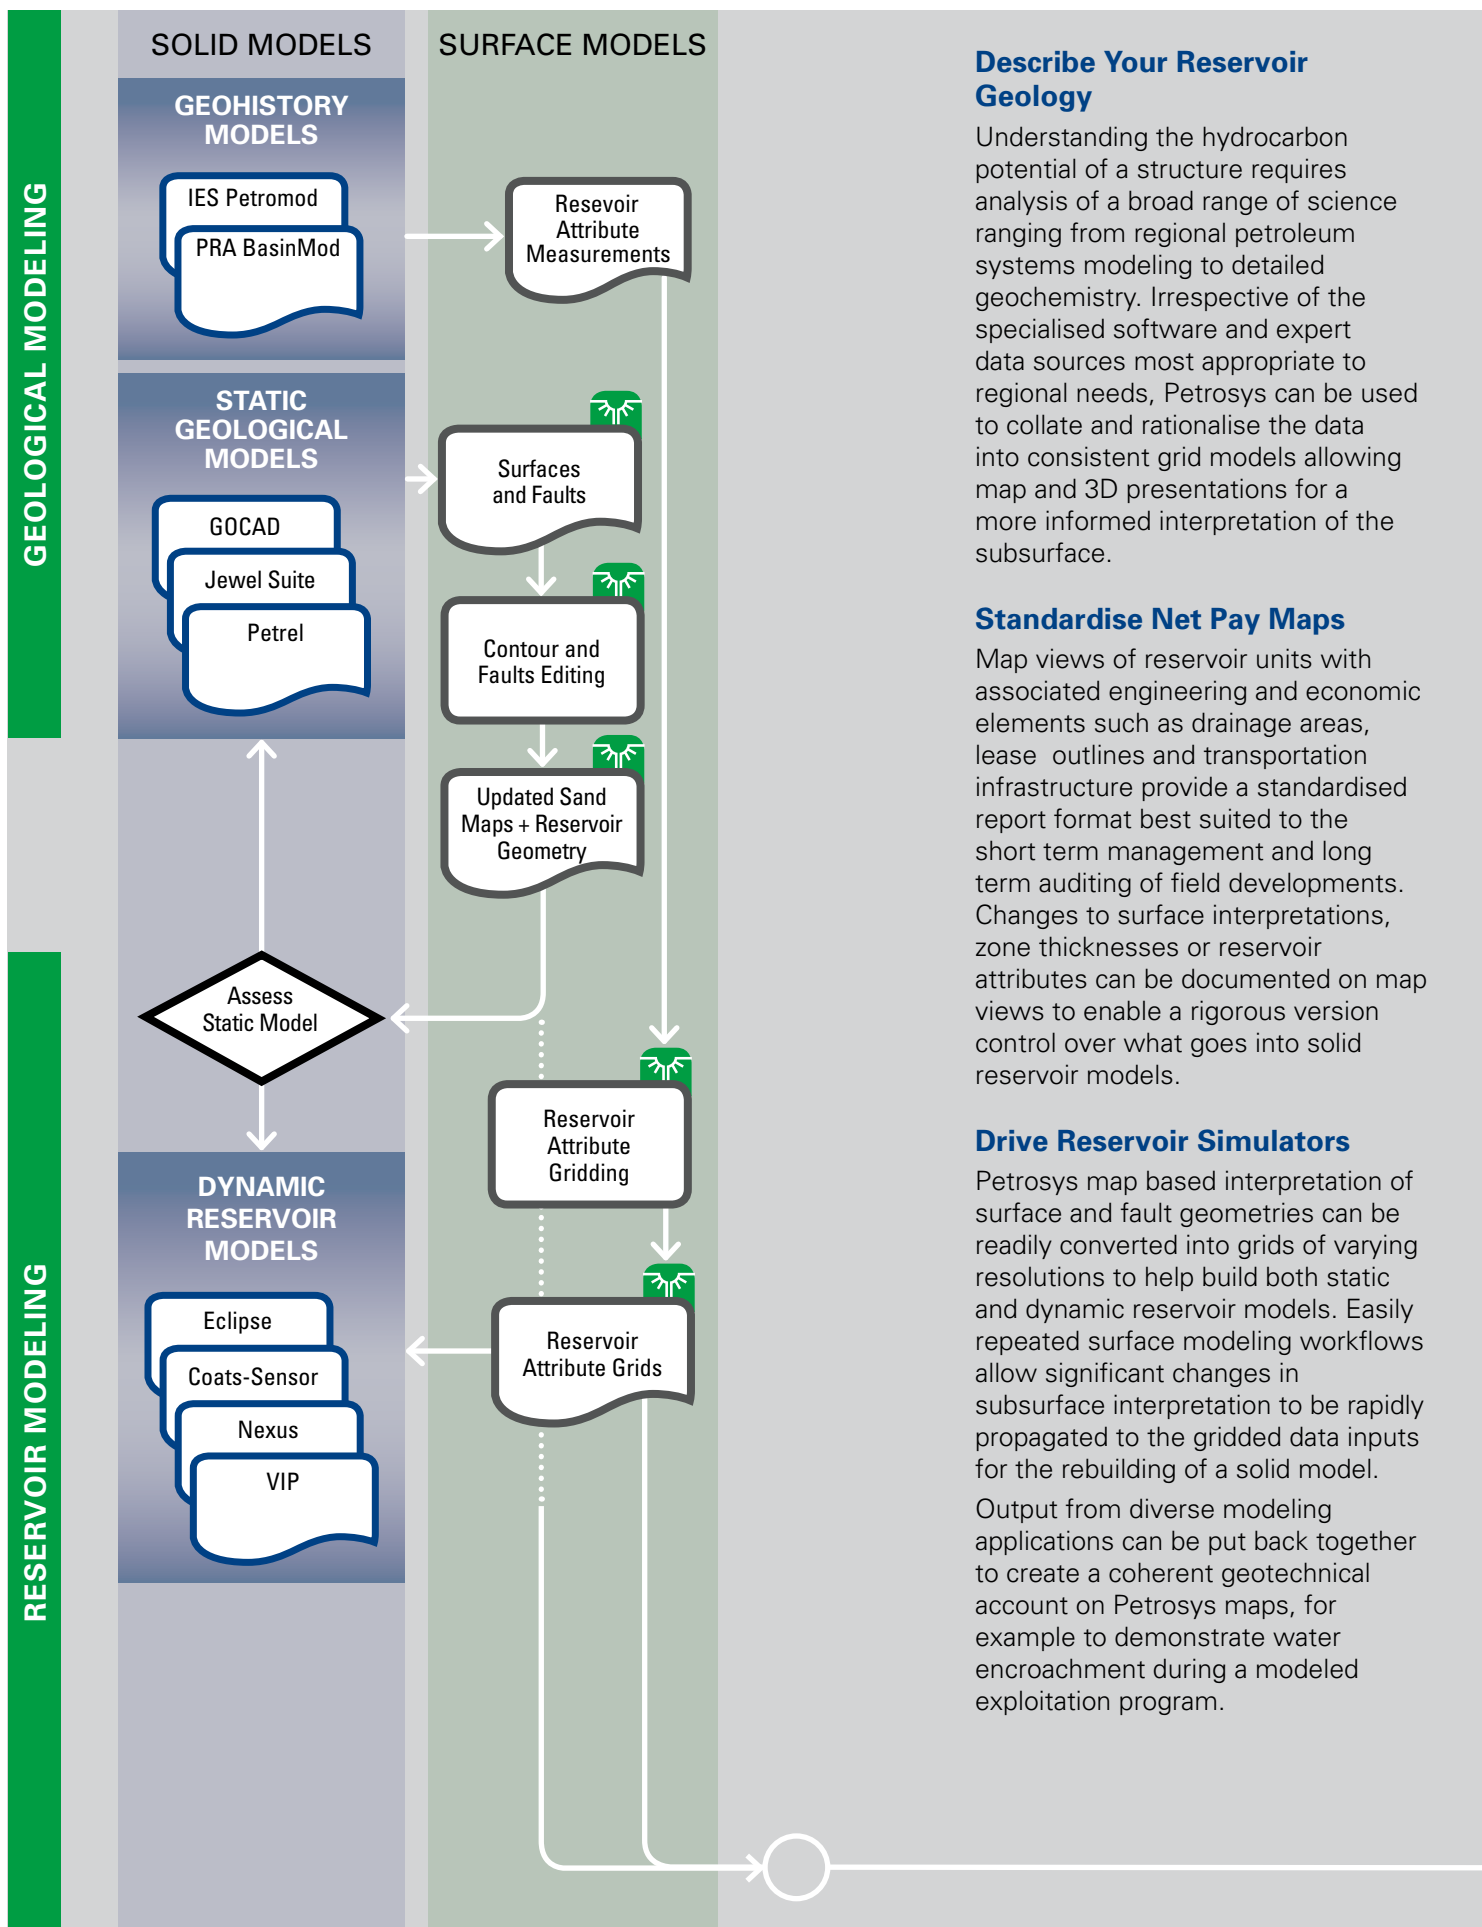 SOLID MODELS
SURFACE MODELS
GEOLOGICAL MODELING
GEOHISTORY
MODELS
IES Petromod
PRA BasinMod
Resevoir
Attribute
Measurements
STATIC
GEOLOGICAL
MODELS
GOCAD
Jewel Suite
Petrel
Surfaces
and Faults
Contour and
Faults Editing
Updated Sand
Maps + Reservoir
Geometry
RESERVOIR MODELING
Assess
Static Model
Reservoir
Attribute
Gridding
DYNAMIC
RESERVOIR
MODELS
Eclipse
Coats-Sensor
Nexus
VIP
Reservoir
Attribute Grids
Describe Your Reservoir
Geology
Understanding the hydrocarbon
potential of a structure requires
analysis of a broad range of science
ranging from regional petroleum
systems modeling to detailed
geochemistry. Irrespective of the
specialised software and expert
data sources most appropriate to
regional needs, Petrosys can be used
to collate and rationalise the data
into consistent grid models allowing
map and 3D presentations for a
more informed interpretation of the
subsurface.
Standardise Net Pay Maps
Map views of reservoir units with
associated engineering and economic
elements such as drainage areas,
lease  outlines and transportation
infrastructure provide a standardised
report format best suited to the
short term management and long
term auditing of field developments.
Changes to surface interpretations,
zone thicknesses or reservoir
attributes can be documented on map
views to enable a rigorous version
control over what goes into solid
reservoir models.
Drive Reservoir Simulators
Petrosys map based interpretation of
surface and fault geometries can be
readily converted into grids of varying
resolutions to help build both static
and dynamic reservoir models. Easily
repeated surface modeling workflows
allow significant changes in
subsurface interpretation to be rapidly
propagated to the gridded data inputs
for the rebuilding of a solid model.
Output from diverse modeling
applications can be put back together
to create a coherent geotechnical
account on Petrosys maps, for
example to demonstrate water
encroachment during a modeled
exploitation program.